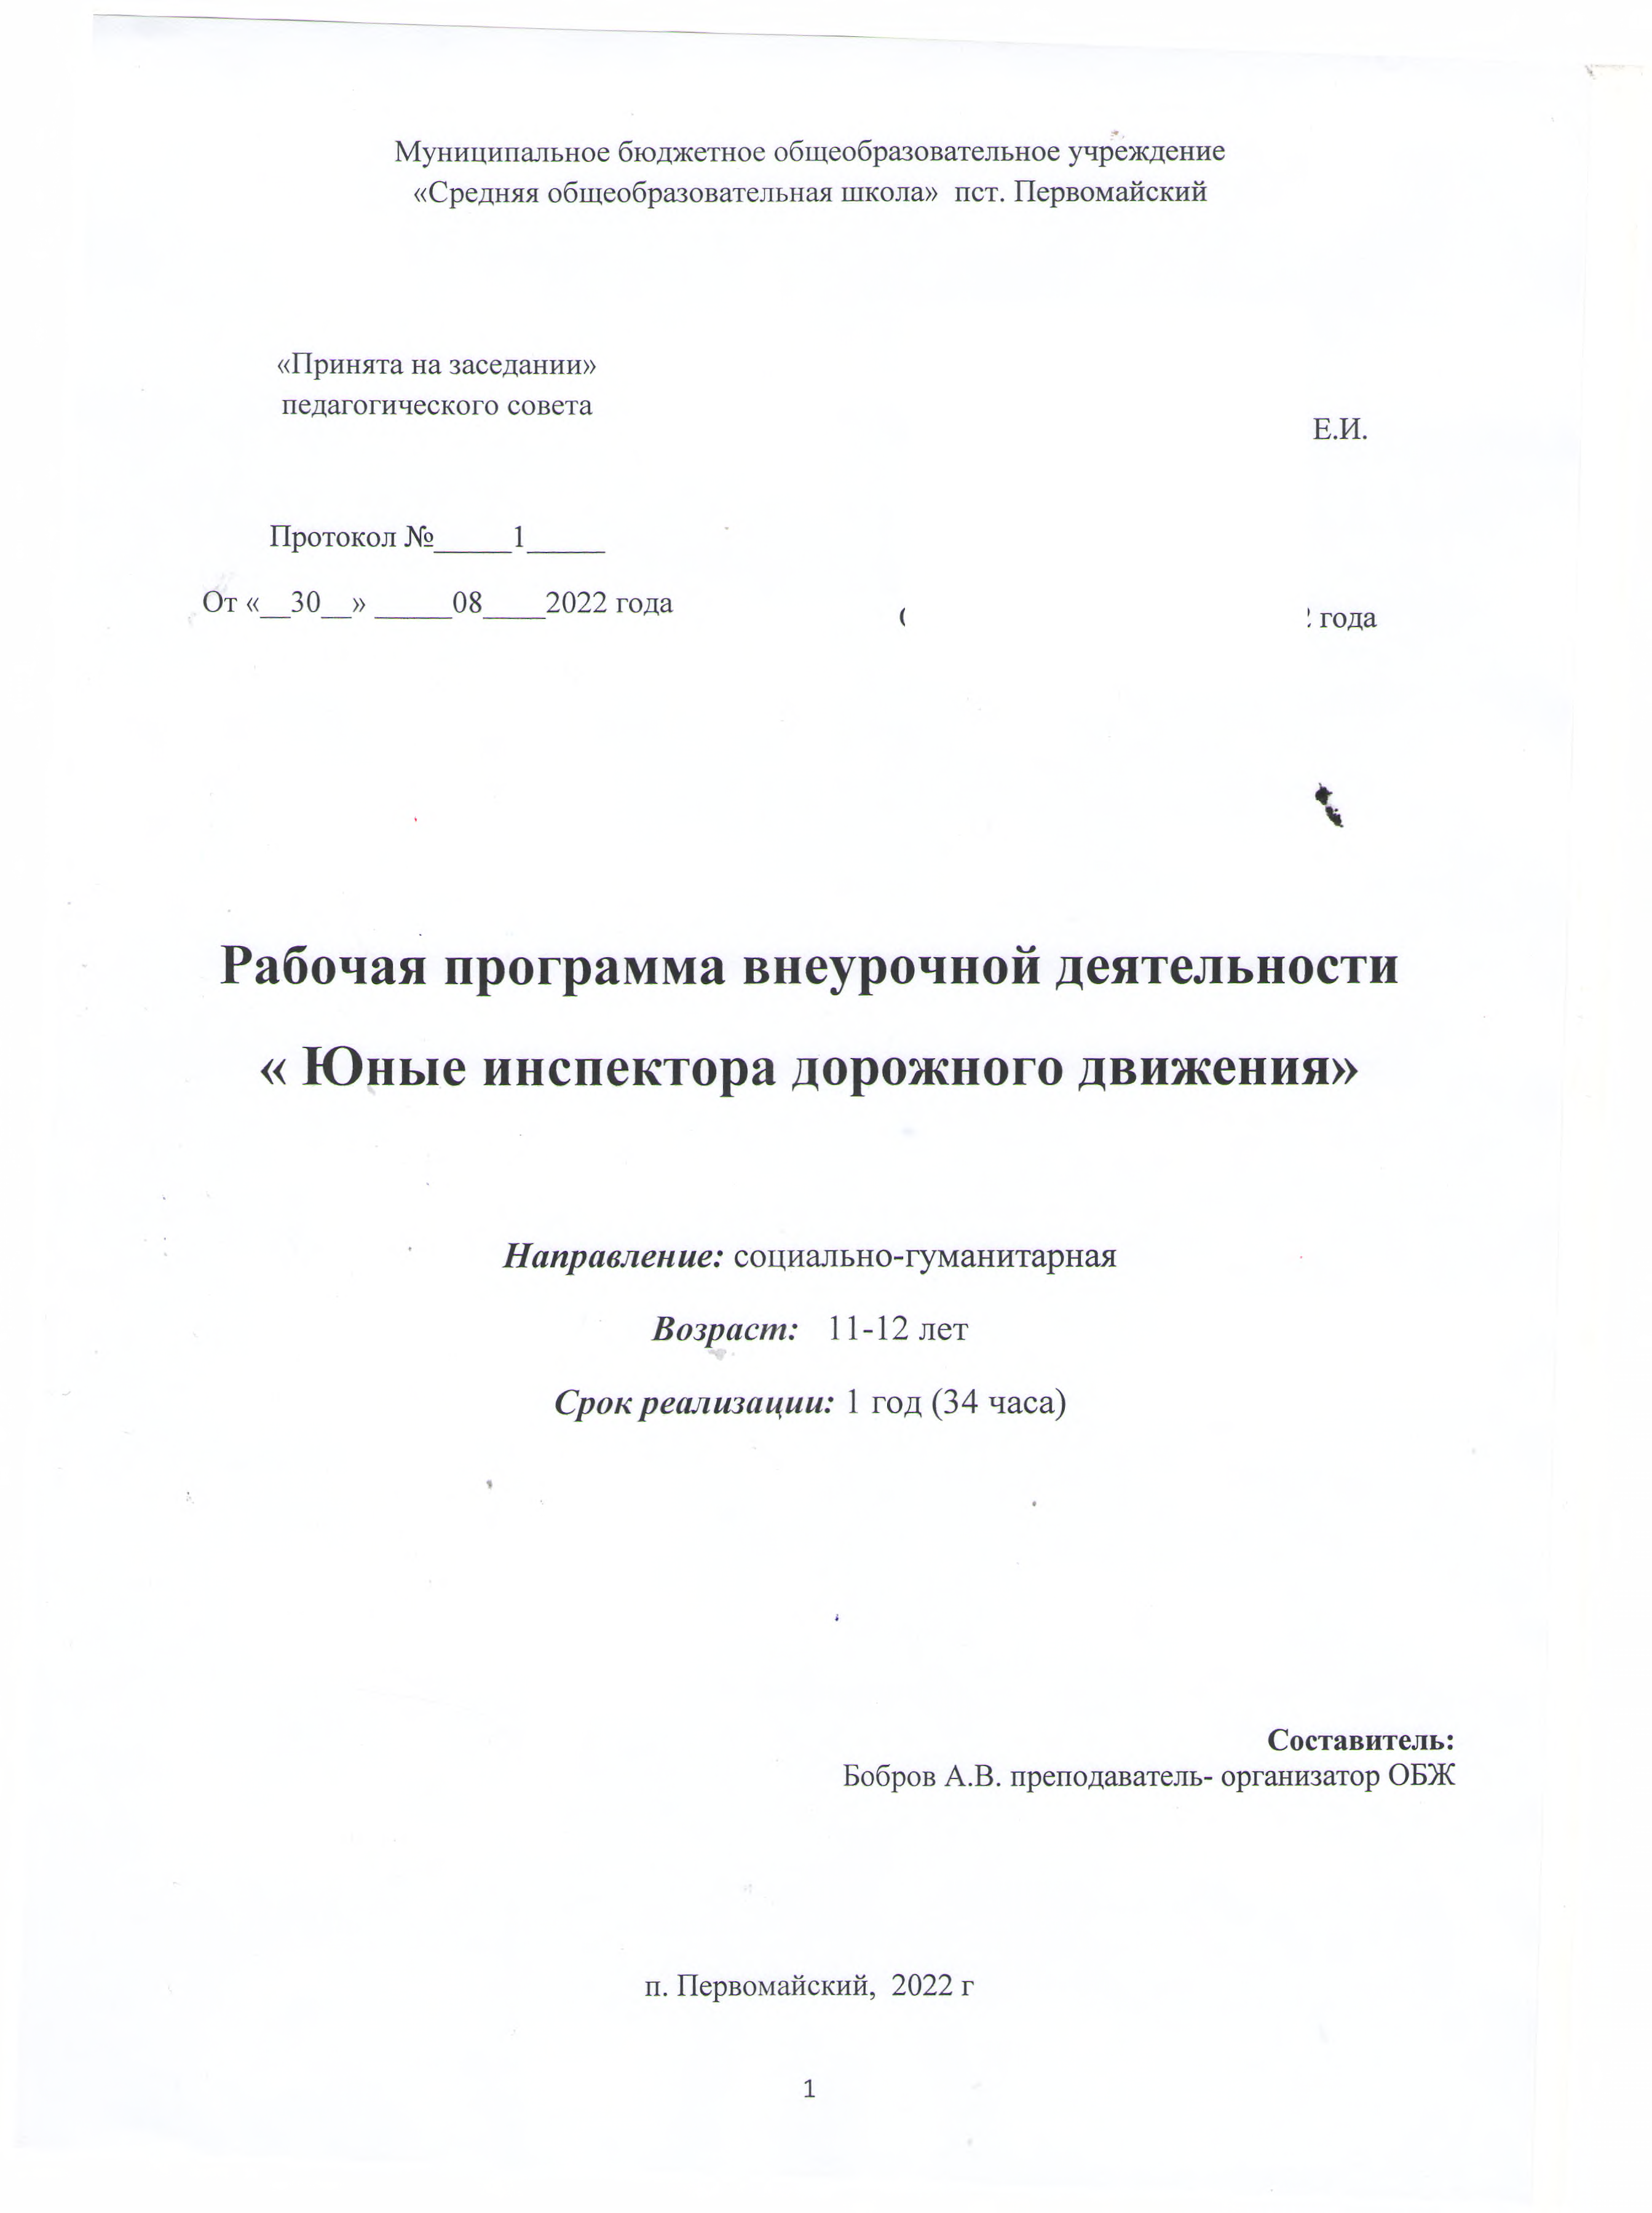 Муниципальное бюджетное общеобразовательное учреждение
«Средняя общеобразовательная школа» пст. Первомайский
«Принята на заседании»
педагогического совета
Е.И.
Протокол №_____1_____
От «__30__» _____08____2022 года
года
Рабочая программа внеурочной деятельности
« Юные инспектора дорожного движения»
Направление: социально-гуманитарная
Возраст: 11-12 лет
Срок реализации: 1 год (34 часа)
Составитель:
Бобров А.В. преподаватель- организатор ОБЖ
п. Первомайский, 2022 г
1